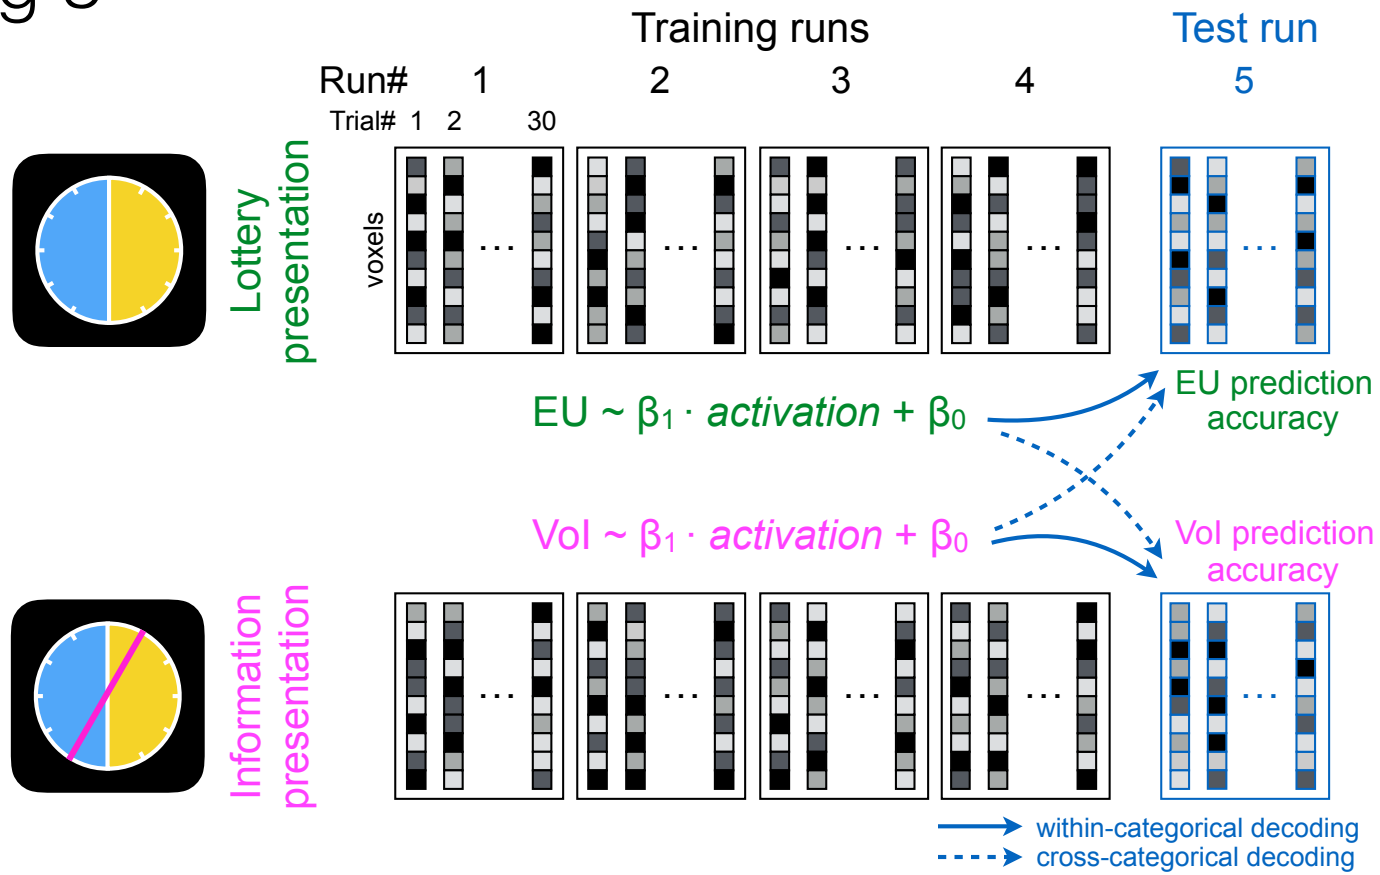 Training runs
Test run
Run# 1 2 3 4 5
Trial# 1 2 30
Lottery
presentation
voxels
... ... ... ... ...
EU prediction
accuracy
EU ~ β₁ · activation + β₀
VoI ~ β₁ · activation + β₀
VoI prediction
accuracy
Information
presentation
... ... ... ... ...
within-categorical decoding
cross-categorical decoding